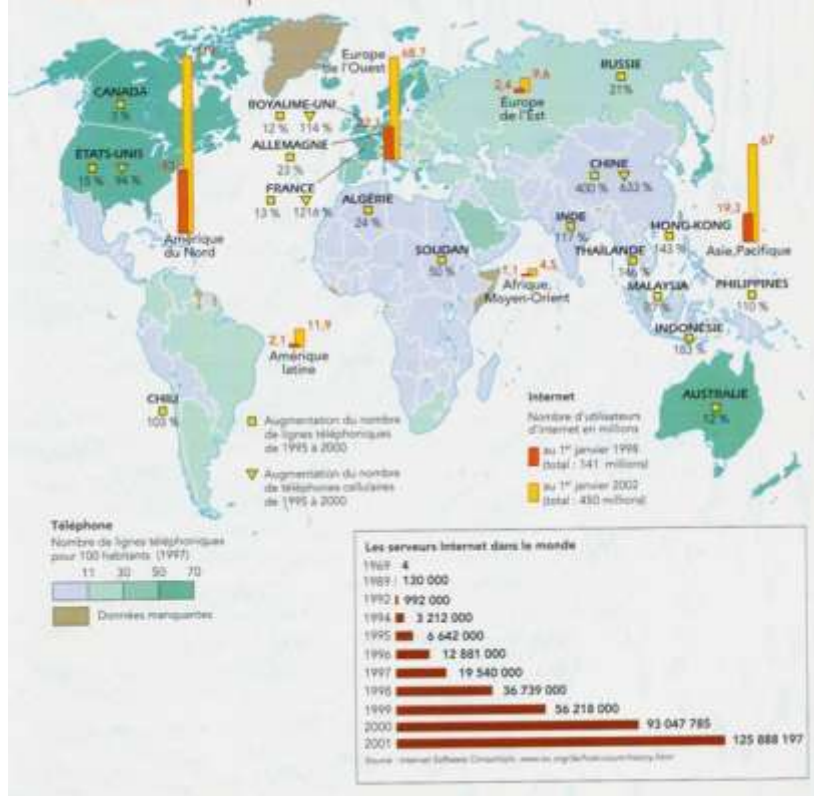 Europe
de l'Ouest
68,7
2,4
9,6
Europe
de l'Est
RUSSIE
21%
CANADA
ROYAUME-UNI
12 % 114 %
ALLEMAGNE
23 %
FRANCE
13 % 1216 %
ÉTATS-UNIS
15 % 94 %
67
19,3
Asie, Pacifique
CHINE
400 % 633 %
ALGÉRIE
24 %
INDE
117 %
HONG-KONG
143 %
Amérique
du Nord
SOUDAN
50 %
THAÏLANDE
1,1
4,5
Afrique,
Moyen-Orient
MALAYSIA
PHILIPPINES
110 %
INDONÉSIE
2,1
11,9
Amérique
latine
CHILI
103 %
AUSTRALIE
12 %
Augmentation du nombre
de lignes téléphoniques
de 1995 à 2000
Augmentation du nombre
de téléphones cellulaires
de 1995 à 2000
Internet
Nombre d'utilisateurs
d'internet en millions
au 1er janvier 1998
(total : 141 millions)
au 1er janvier 2002
(total : 450 millions)
Téléphone
Nombre de lignes téléphoniques
pour 100 habitants (1997)
11 30 50 70
Données manquantes
Les serveurs Internet dans le monde
1969 4
1989 130 000
1992 992 000
1994 3 212 000
1995 6 642 000
1996 12 881 000
1997 19 540 000
1998 36 739 000
1999 56 218 000
2000 93 047 785
2001 125 888 197
Source : Internet Software Consortium,